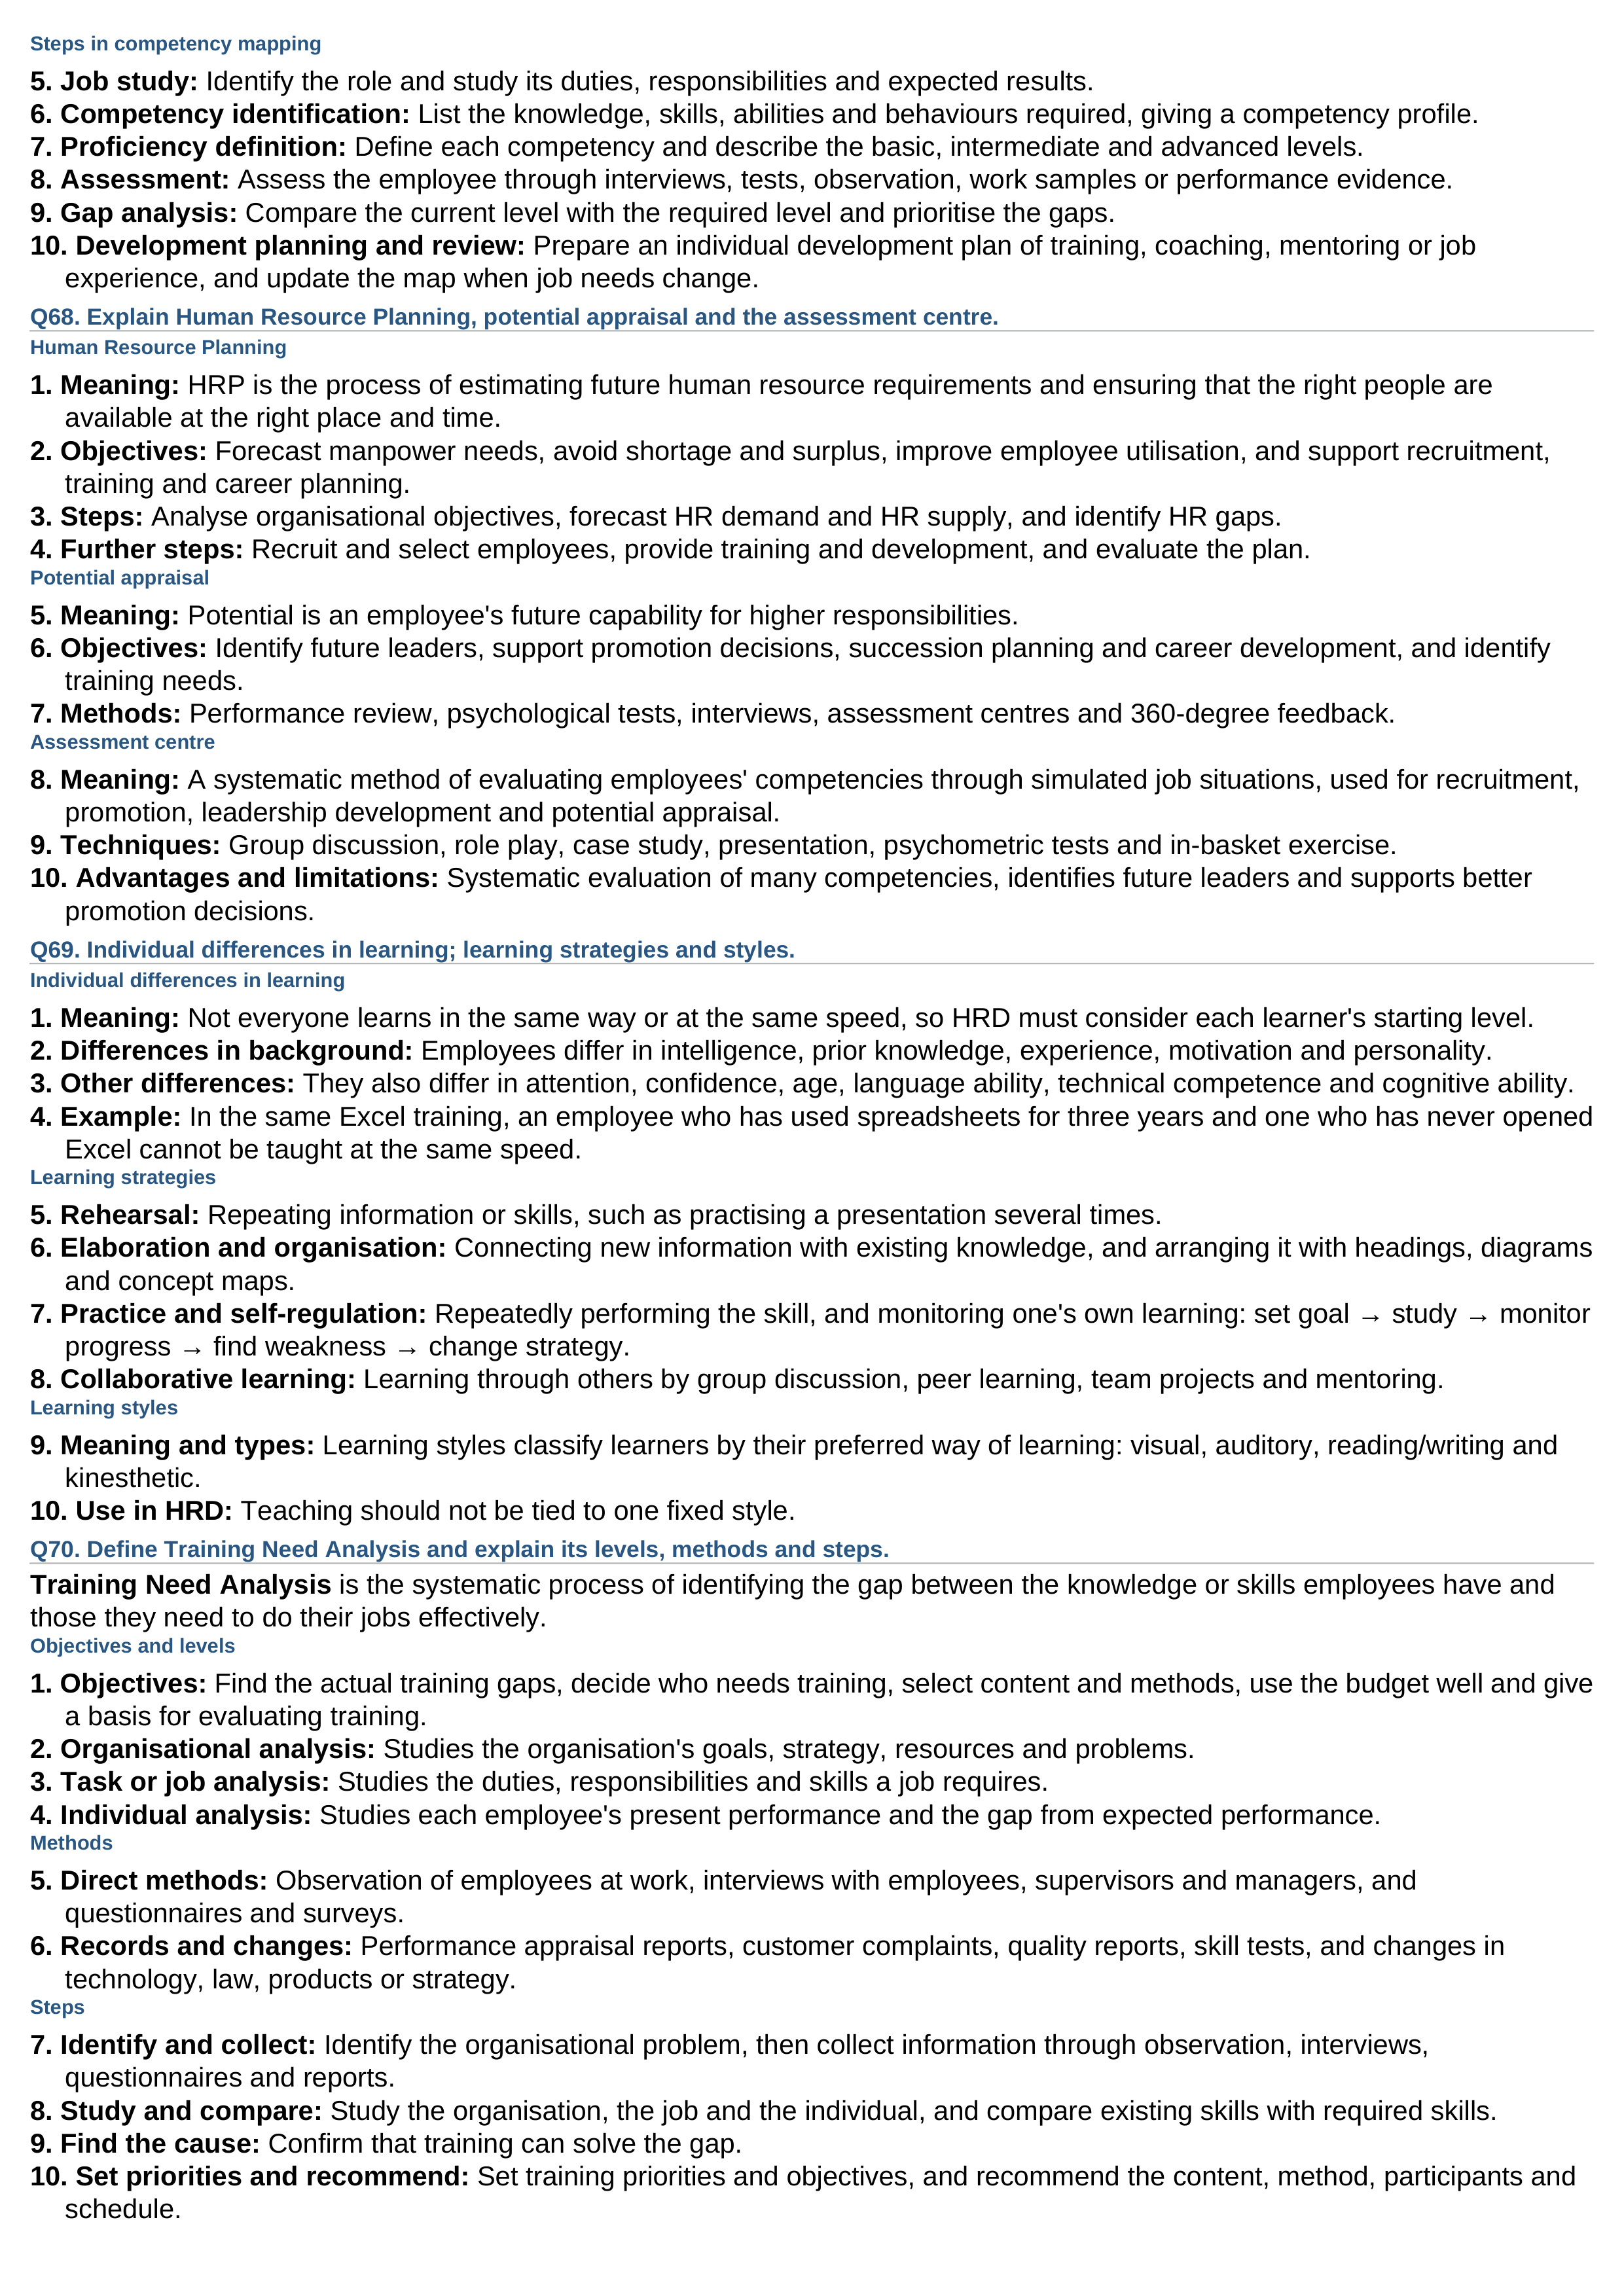 Steps in competency mapping
5. Job study: Identify the role and study its duties, responsibilities and expected results.
6. Competency identification: List the knowledge, skills, abilities and behaviours required, giving a competency profile.
7. Proficiency definition: Define each competency and describe the basic, intermediate and advanced levels.
8. Assessment: Assess the employee through interviews, tests, observation, work samples or performance evidence.
9. Gap analysis: Compare the current level with the required level and prioritise the gaps.
10. Development planning and review: Prepare an individual development plan of training, coaching, mentoring or job
experience, and update the map when job needs change.
Q68. Explain Human Resource Planning, potential appraisal and the assessment centre.
Human Resource Planning
1. Meaning: HRP is the process of estimating future human resource requirements and ensuring that the right people are
available at the right place and time.
2. Objectives: Forecast manpower needs, avoid shortage and surplus, improve employee utilisation, and support recruitment,
training and career planning.
3. Steps: Analyse organisational objectives, forecast HR demand and HR supply, and identify HR gaps.
4. Further steps: Recruit and select employees, provide training and development, and evaluate the plan.
Potential appraisal
5. Meaning: Potential is an employee's future capability for higher responsibilities.
6. Objectives: Identify future leaders, support promotion decisions, succession planning and career development, and identify
training needs.
7. Methods: Performance review, psychological tests, interviews, assessment centres and 360-degree feedback.
Assessment centre
8. Meaning: A systematic method of evaluating employees' competencies through simulated job situations, used for recruitment,
promotion, leadership development and potential appraisal.
9. Techniques: Group discussion, role play, case study, presentation, psychometric tests and in-basket exercise.
10. Advantages and limitations: Systematic evaluation of many competencies, identifies future leaders and supports better
promotion decisions.
Q69. Individual differences in learning; learning strategies and styles.
Individual differences in learning
1. Meaning: Not everyone learns in the same way or at the same speed, so HRD must consider each learner's starting level.
2. Differences in background: Employees differ in intelligence, prior knowledge, experience, motivation and personality.
3. Other differences: They also differ in attention, confidence, age, language ability, technical competence and cognitive ability.
4. Example: In the same Excel training, an employee who has used spreadsheets for three years and one who has never opened
Excel cannot be taught at the same speed.
Learning strategies
5. Rehearsal: Repeating information or skills, such as practising a presentation several times.
6. Elaboration and organisation: Connecting new information with existing knowledge, and arranging it with headings, diagrams
and concept maps.
7. Practice and self-regulation: Repeatedly performing the skill, and monitoring one's own learning: set goal → study → monitor
progress → find weakness → change strategy.
8. Collaborative learning: Learning through others by group discussion, peer learning, team projects and mentoring.
Learning styles
9. Meaning and types: Learning styles classify learners by their preferred way of learning: visual, auditory, reading/writing and
kinesthetic.
10. Use in HRD: Teaching should not be tied to one fixed style.
Q70. Define Training Need Analysis and explain its levels, methods and steps.
Training Need Analysis is the systematic process of identifying the gap between the knowledge or skills employees have and
those they need to do their jobs effectively.
Objectives and levels
1. Objectives: Find the actual training gaps, decide who needs training, select content and methods, use the budget well and give
a basis for evaluating training.
2. Organisational analysis: Studies the organisation's goals, strategy, resources and problems.
3. Task or job analysis: Studies the duties, responsibilities and skills a job requires.
4. Individual analysis: Studies each employee's present performance and the gap from expected performance.
Methods
5. Direct methods: Observation of employees at work, interviews with employees, supervisors and managers, and
questionnaires and surveys.
6. Records and changes: Performance appraisal reports, customer complaints, quality reports, skill tests, and changes in
technology, law, products or strategy.
Steps
7. Identify and collect: Identify the organisational problem, then collect information through observation, interviews,
questionnaires and reports.
8. Study and compare: Study the organisation, the job and the individual, and compare existing skills with required skills.
9. Find the cause: Confirm that training can solve the gap.
10. Set priorities and recommend: Set training priorities and objectives, and recommend the content, method, participants and
schedule.